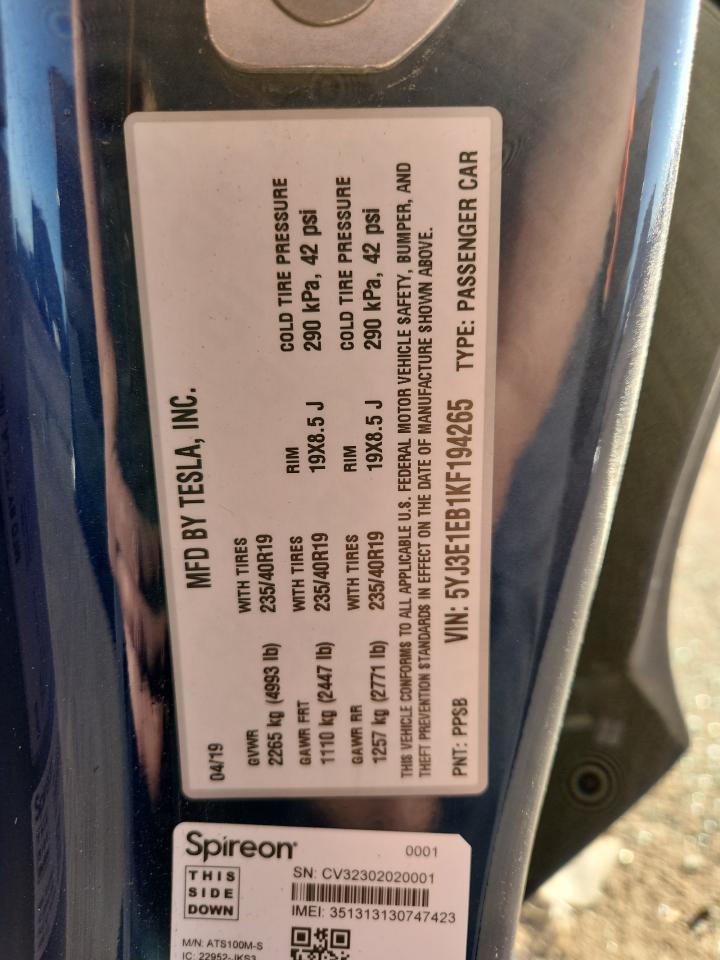 MFD BY TESLA, INC.
04/19
GVWR
2265 kg (4993 lb)
WITH TIRES
235/40R19
GAWR FRT
1110 kg (2447 lb)
WITH TIRES
235/40R19
RIM
19X8.5 J
COLD TIRE PRESSURE
290 kPa, 42 psi
GAWR RR
1257 kg (2771 lb)
WITH TIRES
235/40R19
RIM
19X8.5 J
COLD TIRE PRESSURE
290 kPa, 42 psi
THIS VEHICLE CONFORMS TO ALL APPLICABLE U.S. FEDERAL MOTOR VEHICLE SAFETY, BUMPER, AND
THEFT PREVENTION STANDARDS IN EFFECT ON THE DATE OF MANUFACTURE SHOWN ABOVE.
PNT: PPSB VIN: 5YJ3E1EB1KF194265 TYPE: PASSENGER CAR
Spireon 0001
THIS
SIDE
DOWN
SN: CV32302020001
IMEI: 351313130747423
M/N: ATS100M-S
IC: 22952-JKS3